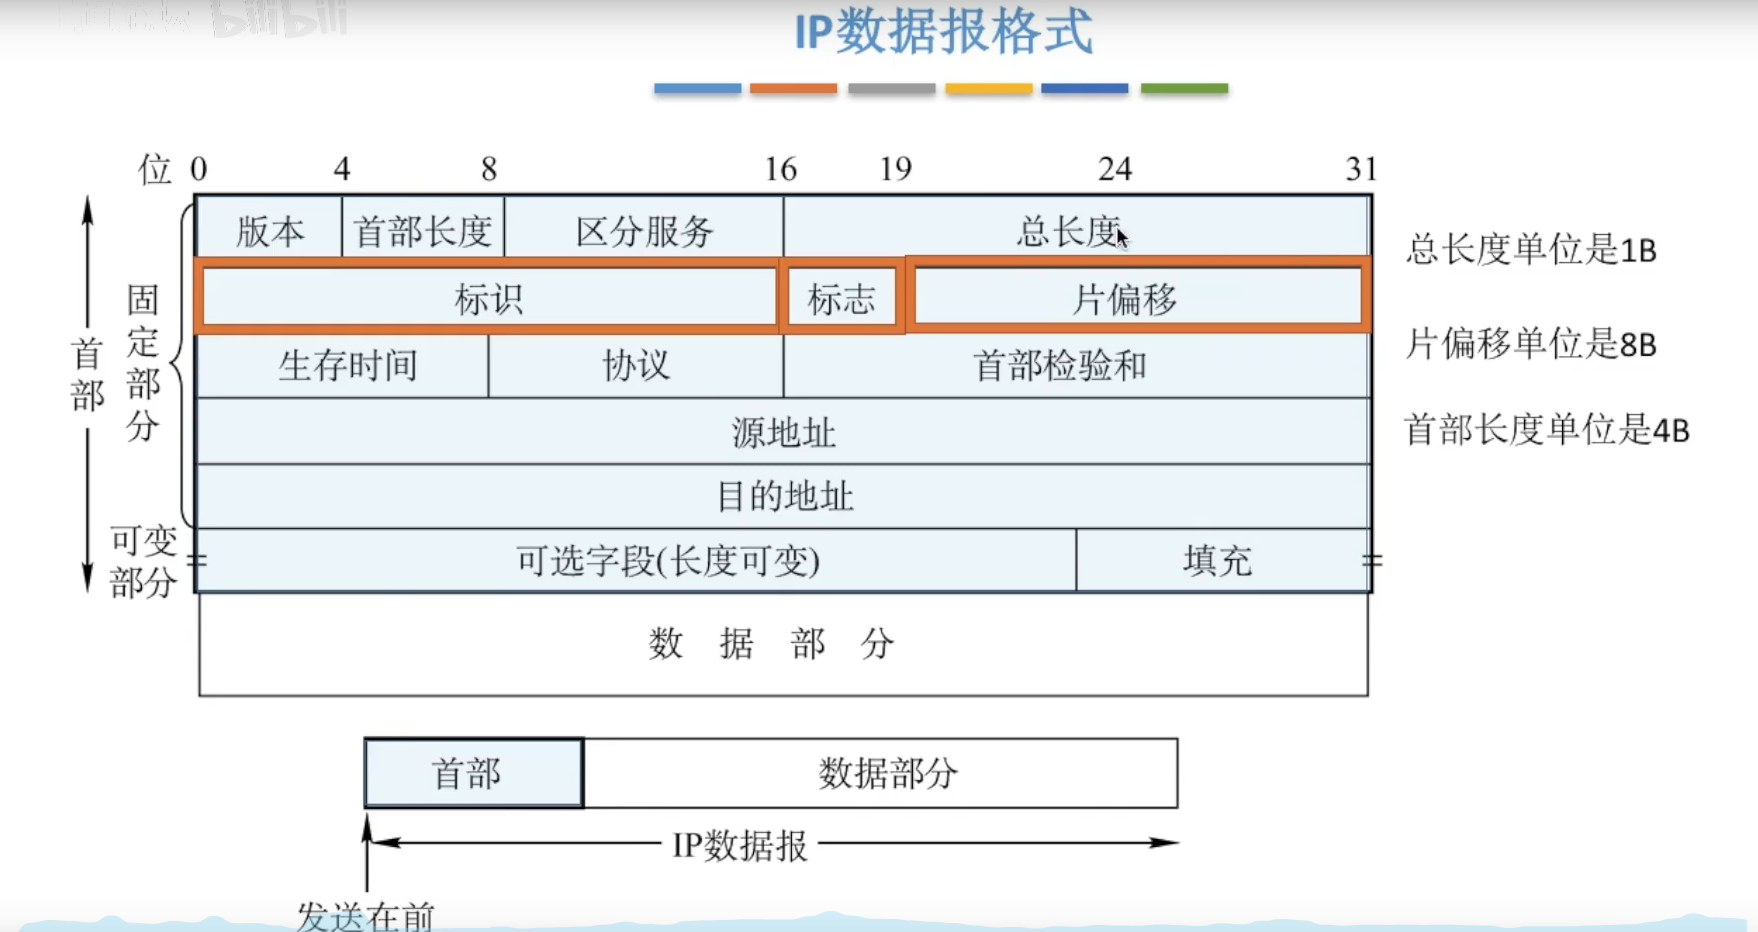 bilibili
IP数据报格式
位 0 4 8 16 19 24 31
版本 首部长度 区分服务 总长度
总长度单位是1B
标识 标志 片偏移
片偏移单位是8B
生存时间 协议 首部检验和
首部长度单位是4B
源地址
目的地址
可选字段(长度可变) 填充
首部
固定部分
可变
部分
数据部分
首部 数据部分
IP数据报
发送在前